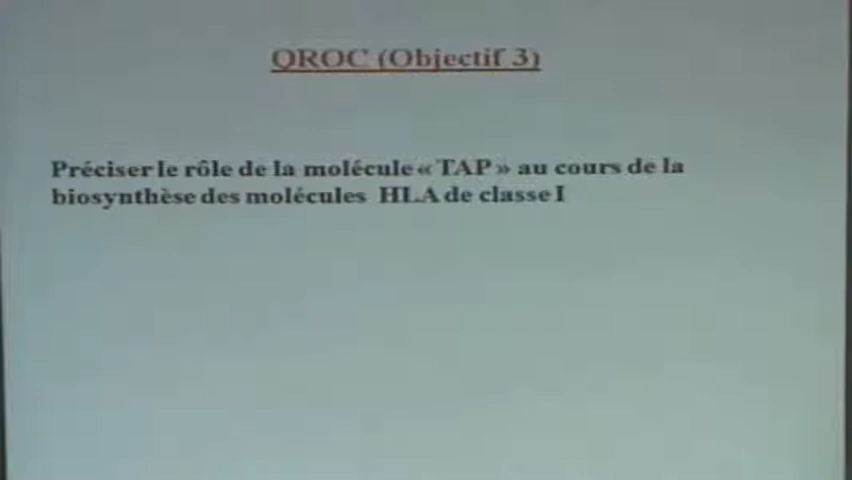 QROC (Objectif 3)
Préciser le rôle de la molécule « TAP » au cours de la
biosynthèse des molécules HLA de classe I